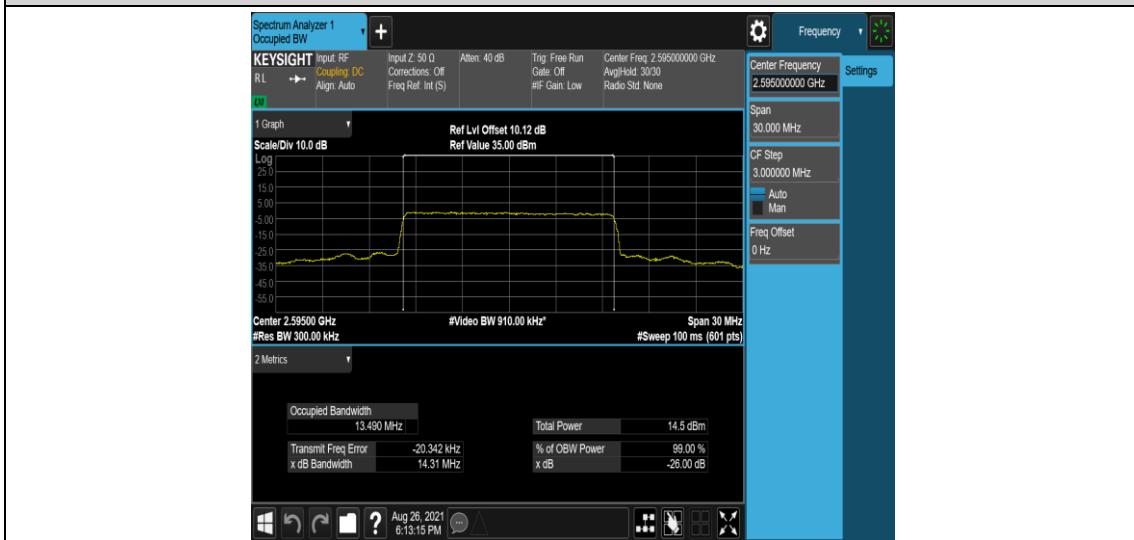 Spectrum Analyzer 1
Occupied BW
+
Frequency
KEYSIGHT
RL
LXI
Input: RF
Coupling: DC
Align: Auto
Input Z: 50 Ω
Corrections: Off
Freq Ref: Int (S)
Atten: 40 dB
Trig: Free Run
Gate: Off
#IF Gain: Low
Center Freq: 2.595000000 GHz
Avg|Hold: 30/30
Radio Std: None
Center Frequency
2.595000000 GHz
Settings
Span
30.000 MHz
CF Step
3.000000 MHz
Auto
Man
Freq Offset
0 Hz
1 Graph
Ref Lvl Offset 10.12 dB
Scale/Div 10.0 dB
Ref Value 35.00 dBm
Log
25.0
15.0
5.00
-5.00
-15.0
-25.0
-35.0
-45.0
-55.0
Center 2.59500 GHz
#Video BW 910.00 kHz*
Span 30 MHz
#Res BW 300.00 kHz
#Sweep 100 ms (601 pts)
2 Metrics
Occupied Bandwidth
13.490 MHz
Total Power 14.5 dBm
Transmit Freq Error -20.342 kHz
% of OBW Power 99.00 %
x dB Bandwidth 14.31 MHz
x dB -26.00 dB
?
Aug 26, 2021
6:13:15 PM